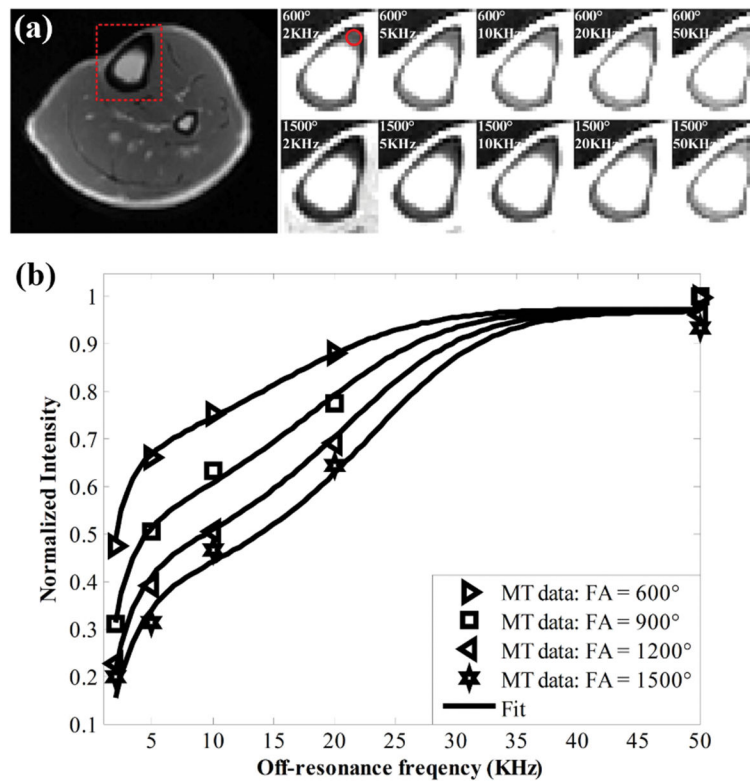 (a)
600°
2KHz
600°
5KHz
600°
10KHz
600°
20KHz
600°
50KHz
1500°
2KHz
1500°
5KHz
1500°
10KHz
1500°
20KHz
1500°
50KHz
(b)
1
0.9
0.8
0.7
0.6
0.5
0.4
0.3
0.2
0.1
Normalized Intensity
MT data: FA = 600°
MT data: FA = 900°
MT data: FA = 1200°
MT data: FA = 1500°
Fit
5 10 15 20 25 30 35 40 45 50
Off-resonance freqency (KHz)